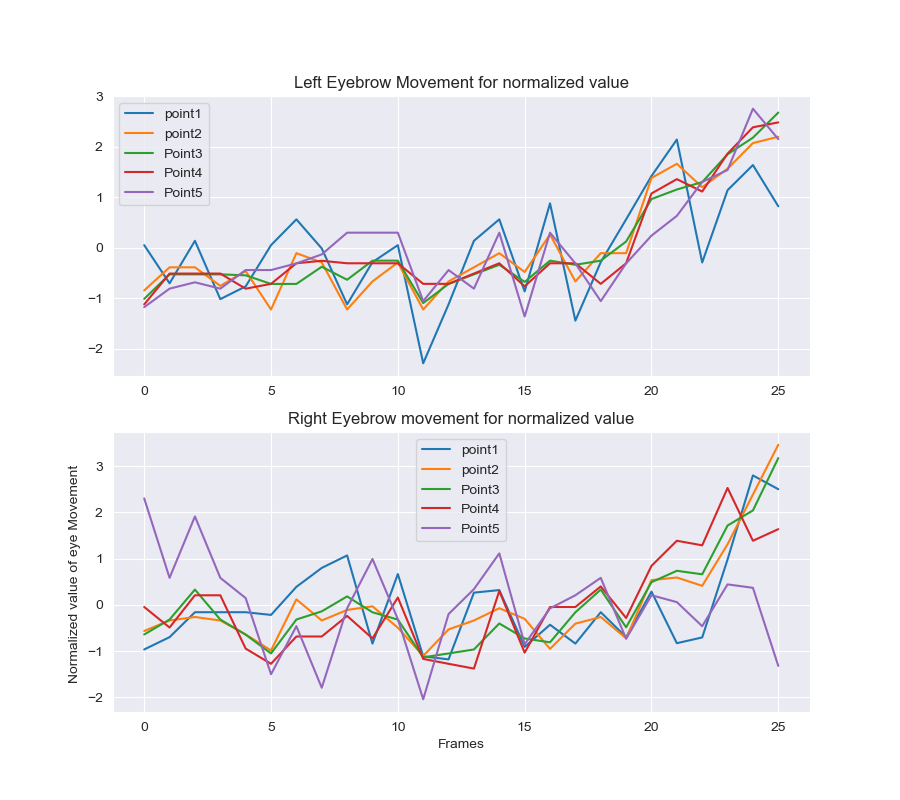 Left Eyebrow Movement for normalized value
3
2
1
0
−1
−2
point1
point2
Point3
Point4
Point5
0 5 10 15 20 25
Right Eyebrow movement for normalized value
Normalized value of eye Movement
3
2
1
0
−1
−2
point1
point2
Point3
Point4
Point5
0 5 10 15 20 25
Frames